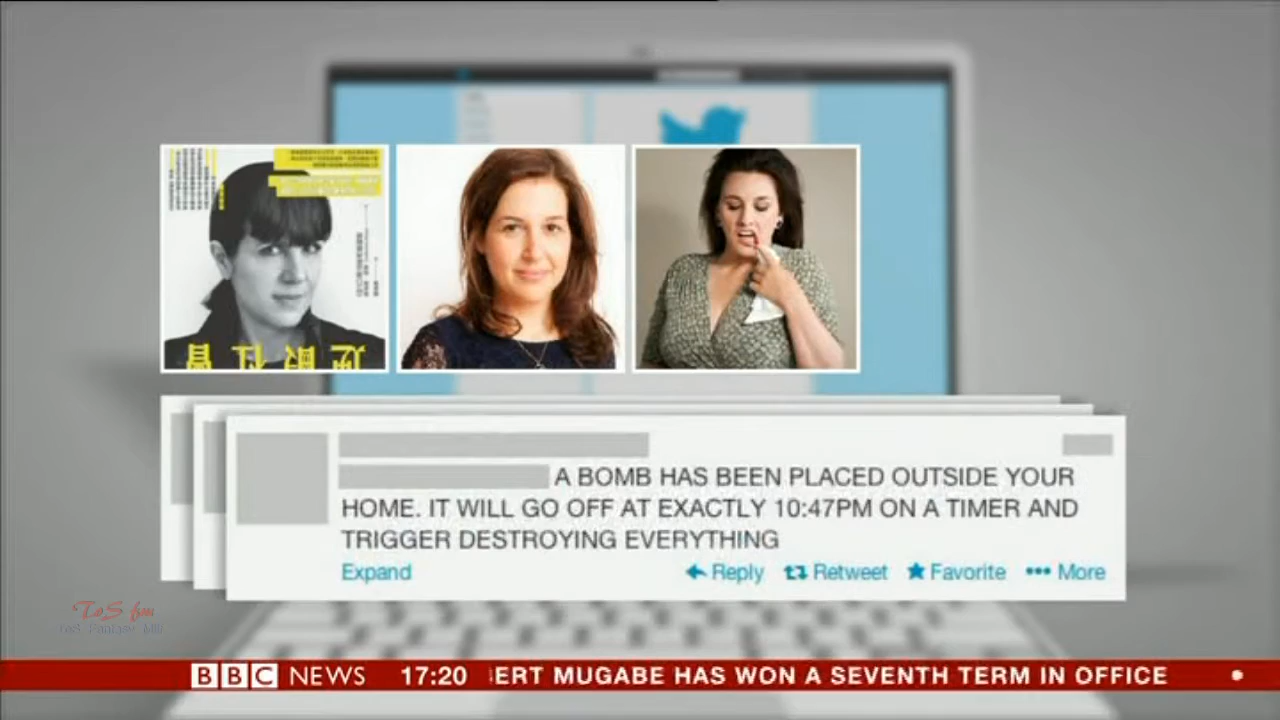 A BOMB HAS BEEN PLACED OUTSIDE YOUR
HOME. IT WILL GO OFF AT EXACTLY 10:47PM ON A TIMER AND
TRIGGER DESTROYING EVERYTHING
Expand Reply Retweet Favorite More
BBC NEWS 17:20 ERT MUGABE HAS WON A SEVENTH TERM IN OFFICE